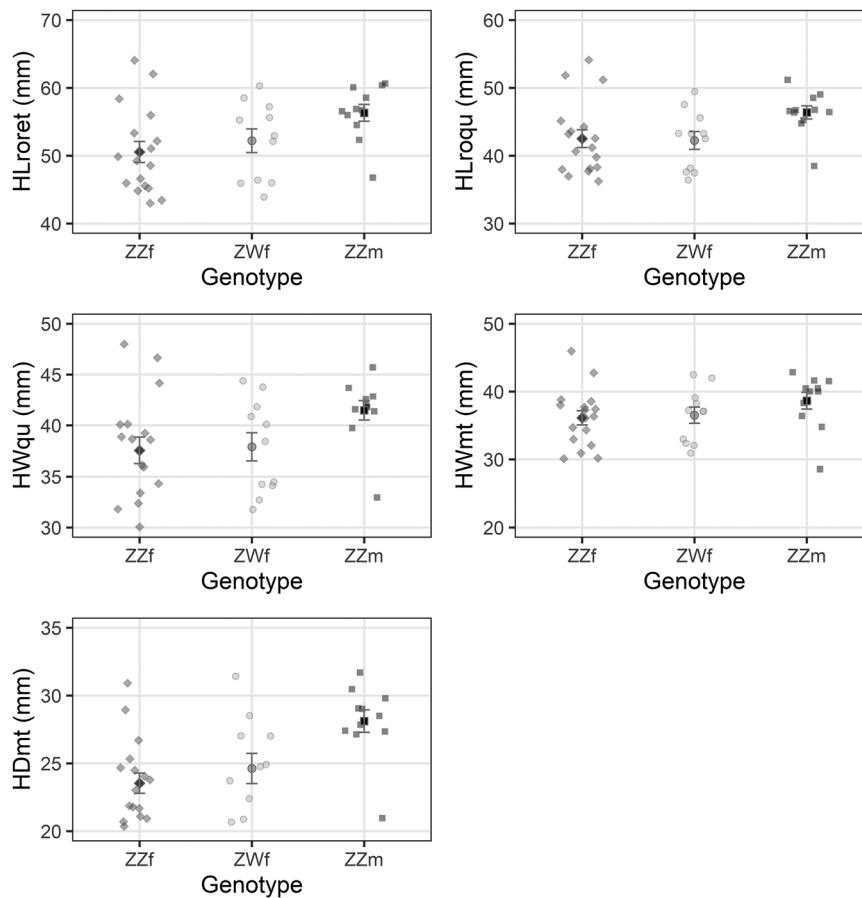 70
60
50
40
HLroret (mm)
ZZf ZWf ZZm
Genotype
60
50
40
30
HLroqu (mm)
ZZf ZWf ZZm
Genotype
50
45
40
35
30
HWqu (mm)
ZZf ZWf ZZm
Genotype
50
40
30
20
HWmt (mm)
ZZf ZWf ZZm
Genotype
35
30
25
20
HDmt (mm)
ZZf ZWf ZZm
Genotype